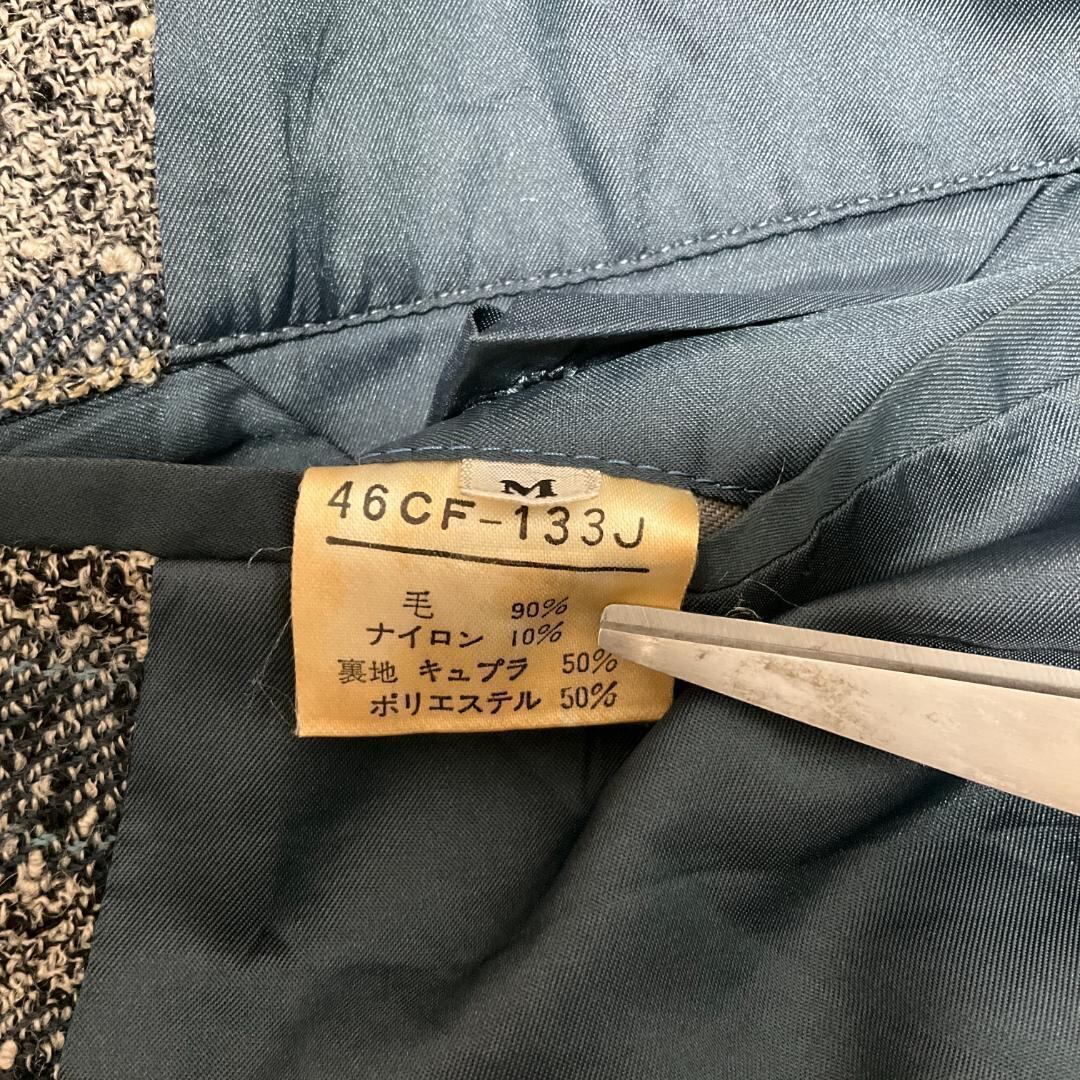 M
46CF-133J
毛 90%
ナイロン 10%
裏地 キュプラ 50%
ポリエステル 50%